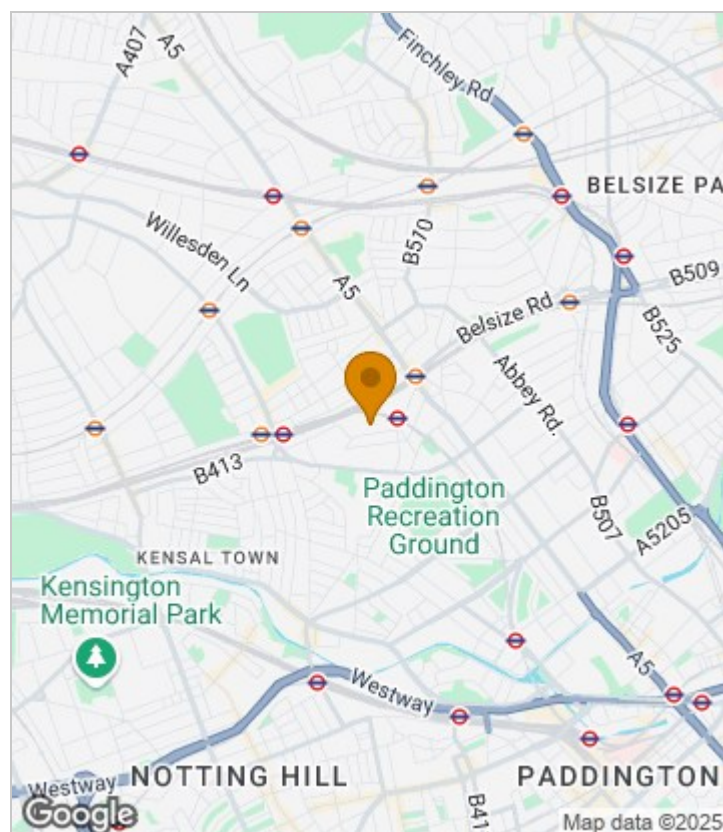 A407
A5
Finchley Rd
BELSIZE PA
B510
Willesden Ln
A5
B509
Belsize Rd
B525
Abbey Rd.
B413
Paddington
Recreation
Ground
B507
A5205
KENSAL TOWN
Kensington
Memorial Park
A5
Westway
NOTTING HILL
PADDINGTON
Westway
B41
Google
Map data ©2025